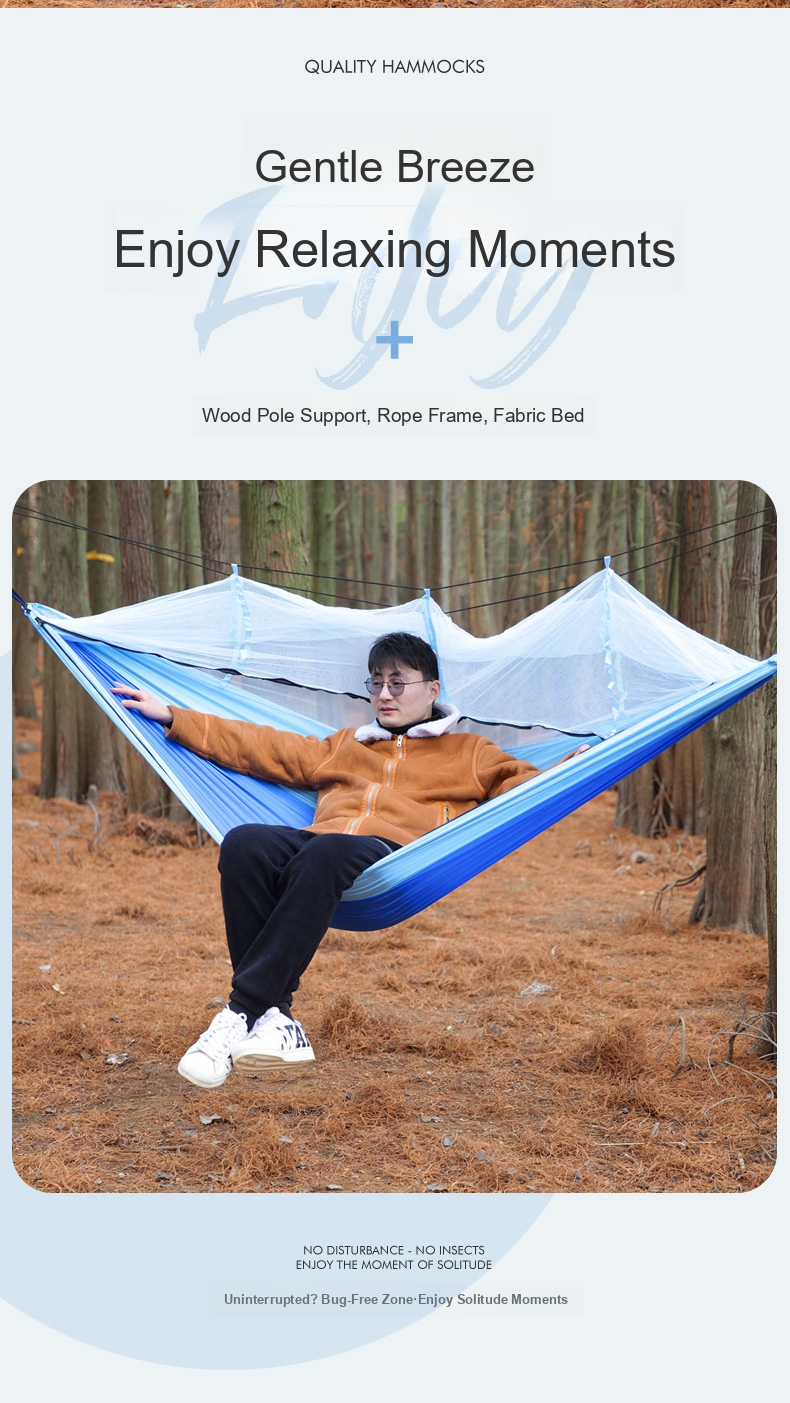 QUALITY HAMMOCKS
Gentle Breeze
Enjoy
Enjoy Relaxing Moments
+
Wood Pole Support, Rope Frame, Fabric Bed
NO DISTURBANCE - NO INSECTS
ENJOY THE MOMENT OF SOLITUDE
Uninterrupted? Bug-Free Zone·Enjoy Solitude Moments